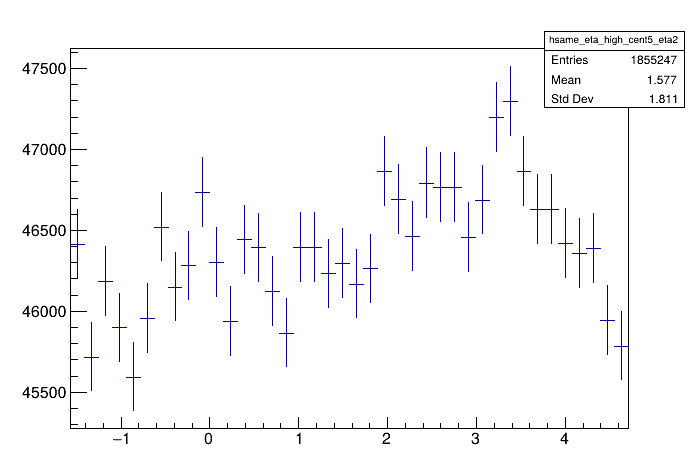 hsame_eta_high_cent5_eta2
Entries 1855247
Mean 1.577
Std Dev 1.811
47500
47000
46500
46000
45500
−1 0 1 2 3 4